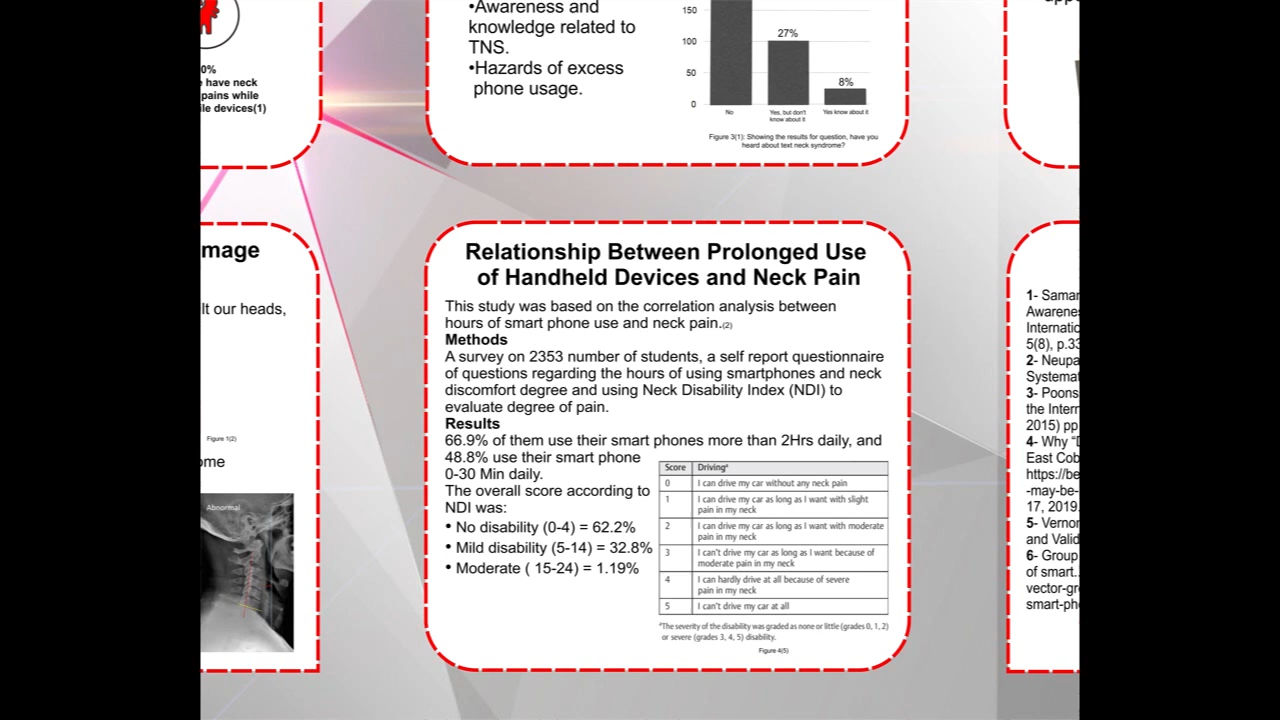 0%
have neck
pains while
ile devices(1)
•Awareness and
knowledge related to
TNS.
•Hazards of excess
phone usage.
150
100
50
0
27%
8%
No
Yes, but don't
know about it
Yes know about it
Figure 3(1): Showing the results for question, have you
heard about text neck syndrome?
mage
lt our heads,
Figure 1(2)
ome
Abnormal
Relationship Between Prolonged Use
of Handheld Devices and Neck Pain
This study was based on the correlation analysis between
hours of smart phone use and neck pain.(2)
Methods
A survey on 2353 number of students, a self report questionnaire
of questions regarding the hours of using smartphones and neck
discomfort degree and using Neck Disability Index (NDI) to
evaluate degree of pain.
Results
66.9% of them use their smart phones more than 2Hrs daily, and
48.8% use their smart phone
0-30 Min daily.
The overall score according to
NDI was:
• No disability (0-4) = 62.2%
• Mild disability (5-14) = 32.8%
• Moderate ( 15-24) = 1.19%
Score Drivingª
0 I can drive my car without any neck pain
1 I can drive my car as long as I want with slight
pain in my neck
2 I can drive my car as long as I want with moderate
pain in my neck
3 I can't drive my car as long as I want because of
moderate pain in my neck
4 I can hardly drive at all because of severe
pain in my neck
5 I can't drive my car at all
ªThe severity of the disability was graded as none or little (grades 0, 1, 2)
or severe (grades 3, 4, 5) disability.
Figure 4(5)
1- Samar
Awarenes
Internatio
5(8), p.33
2- Neupa
Systemat
3- Poons
the Intern
2015) pp
4- Why "D
East Cob
https://be
-may-be-
17, 2019.
5- Vernor
and Valid
6- Group
of smart..
vector-gr
smart-ph